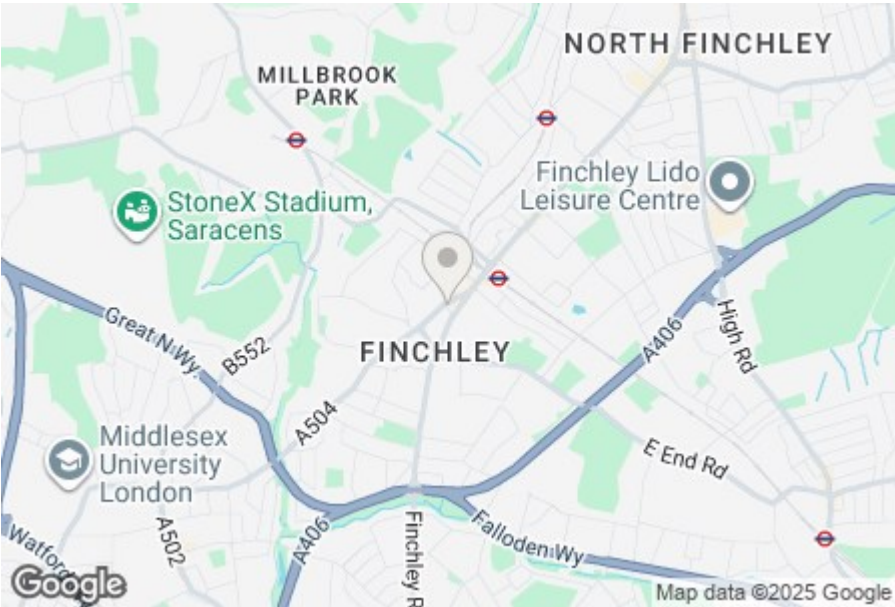 NORTH FINCHLEY
MILLBROOK
PARK
Finchley Lido
Leisure Centre
StoneX Stadium,
Saracens
Great N Wy.
B552
FINCHLEY
A406
High Rd
A504
Middlesex
University
London
E End Rd
A502
A406
Finchley R
Falloden Wy
Watford
Google
Map data ©2025 Google